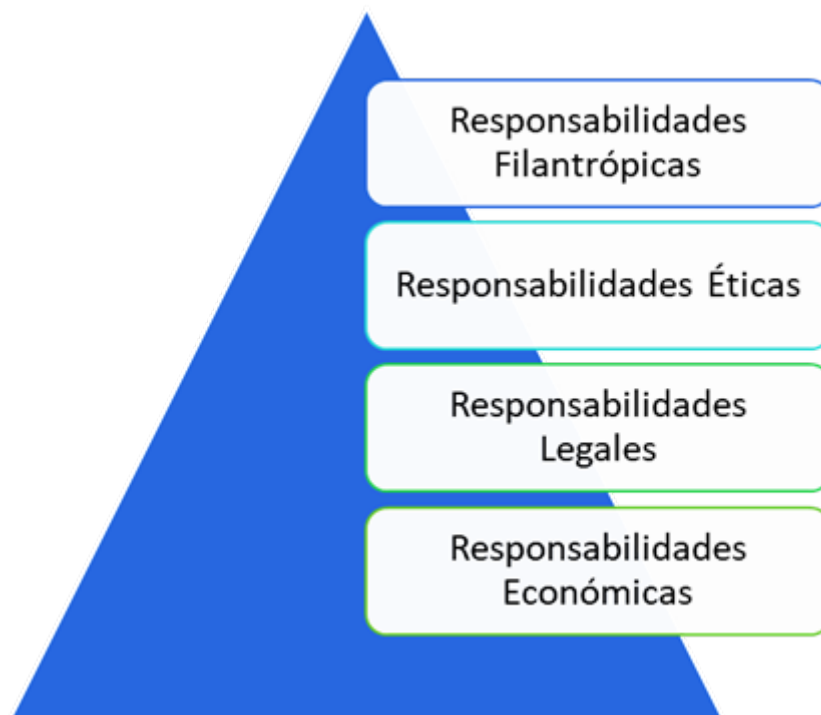 Responsabilidades
Filantrópicas
Responsabilidades Éticas
Responsabilidades
Legales
Responsabilidades
Económicas